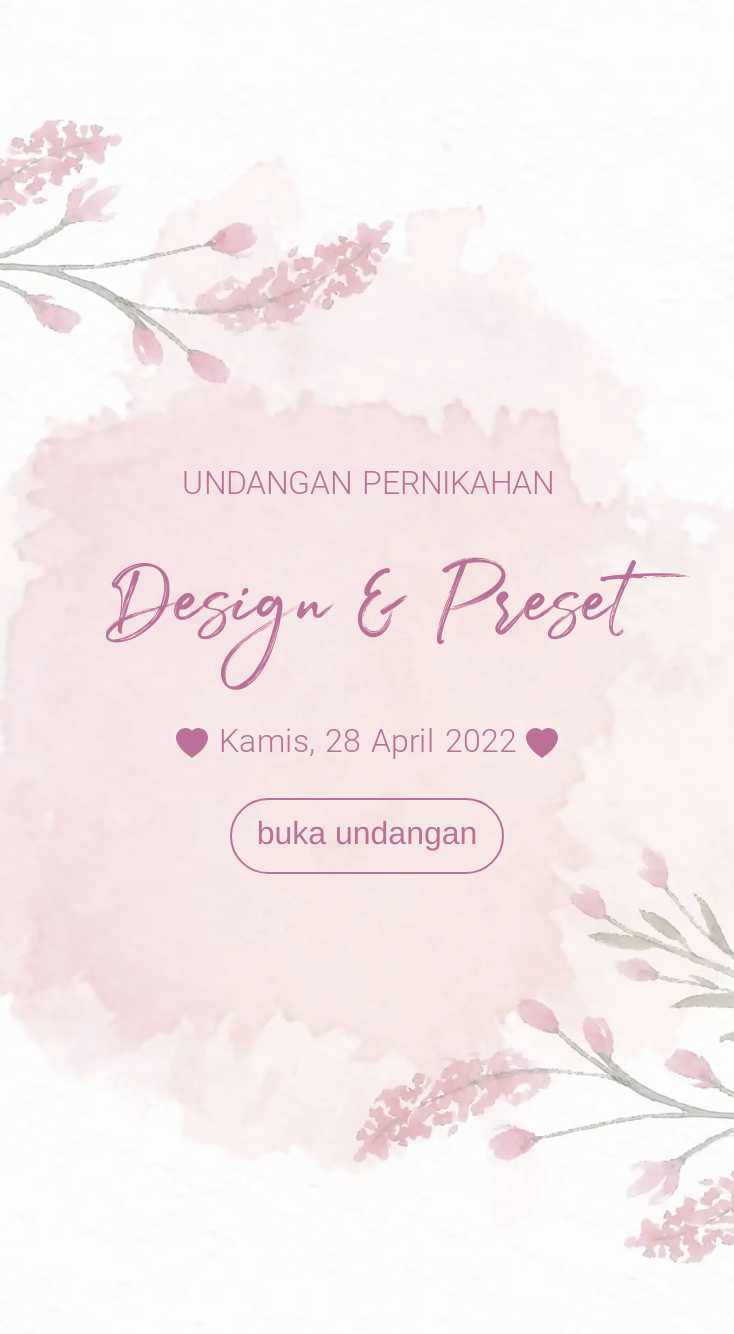 UNDANGAN PERNIKAHAN
Design & Preset
Kamis, 28 April 2022
buka undangan